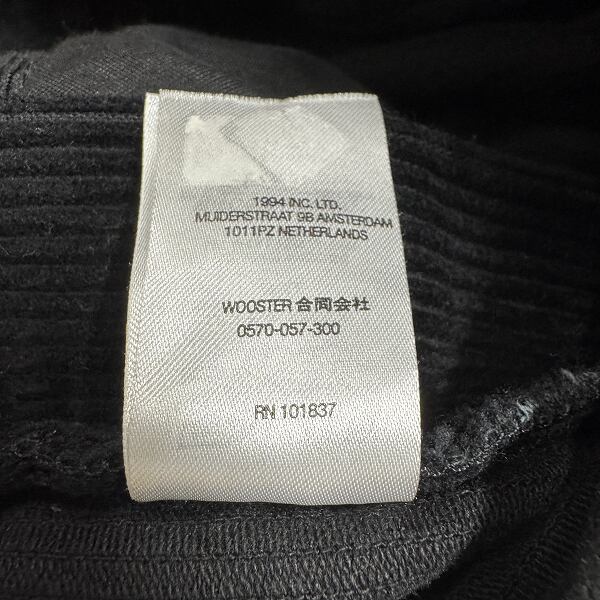 1994 INC. LTD.
MUIDERSTRAAT 9B AMSTERDAM
1011PZ NETHERLANDS
WOOSTER 合同会社
0570-057-300
RN 101837